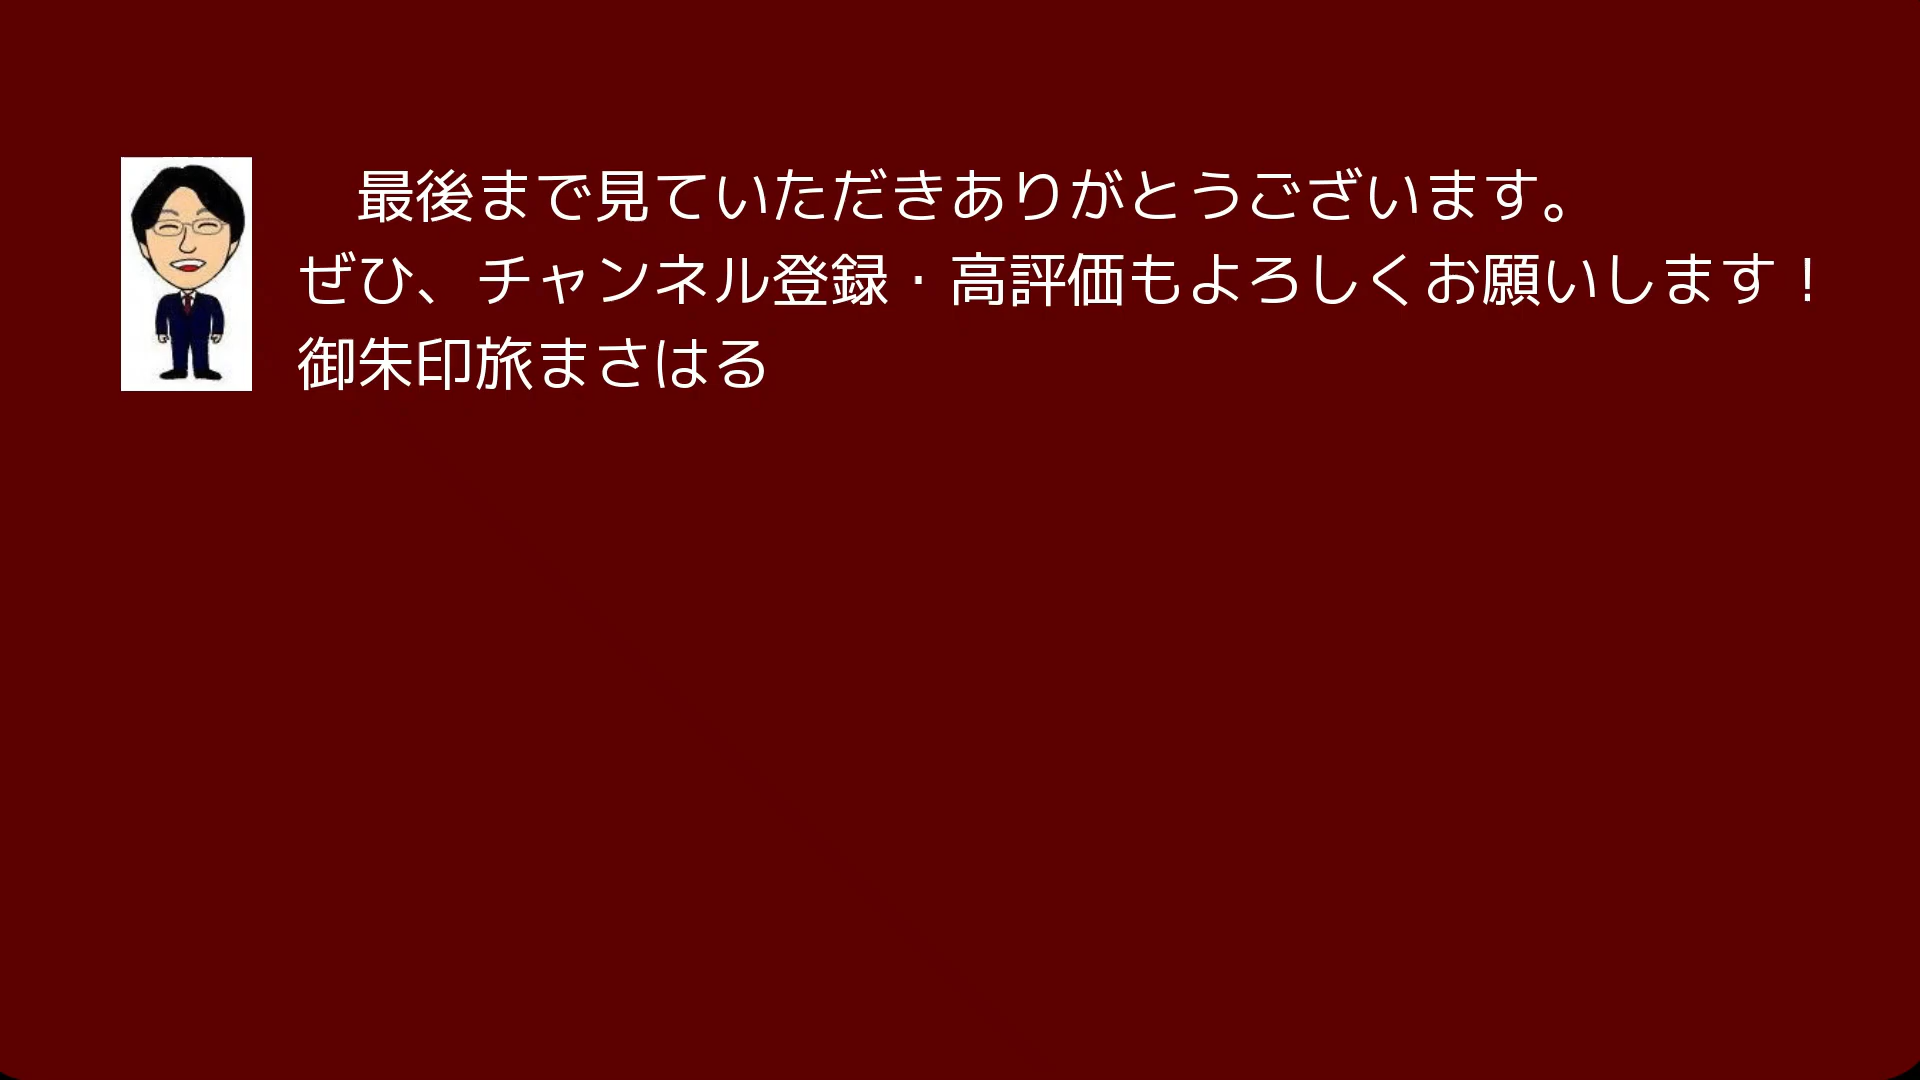 最後まで見ていただきありがとうございます。
ぜひ、チャンネル登録・高評価もよろしくお願いします！
御朱印旅まさはる